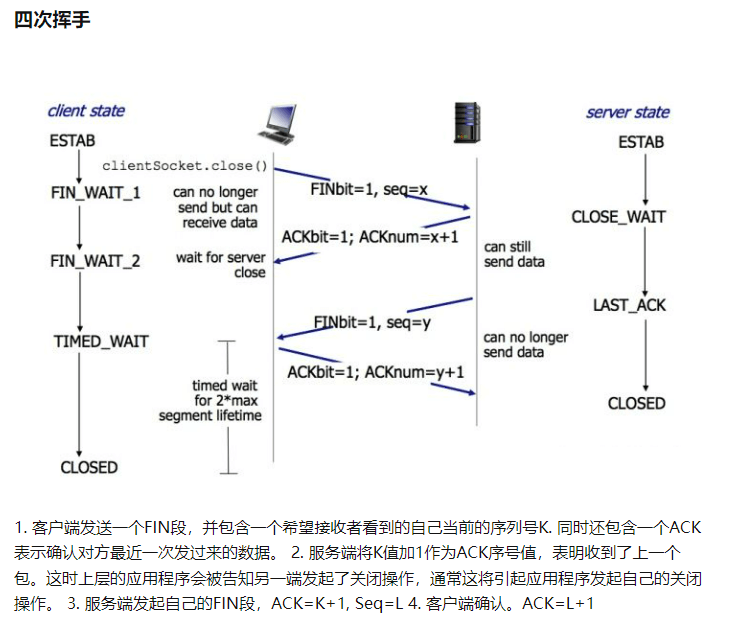 四次挥手
client state
server state
ESTAB
ESTAB
clientSocket.close()
FIN_WAIT_1
can no longer
send but can
receive data
FINbit=1, seq=x
CLOSE_WAIT
ACKbit=1; ACKnum=x+1
FIN_WAIT_2
wait for server
close
can still
send data
LAST_ACK
FINbit=1, seq=y
TIMED_WAIT
can no longer
send data
ACKbit=1; ACKnum=y+1
timed wait
for 2*max
segment lifetime
CLOSED
CLOSED
1. 客户端发送一个FIN段，并包含一个希望接收者看到的自己当前的序列号K. 同时还包含一个ACK
表示确认对方最近一次发过来的数据。 2. 服务端将K值加1作为ACK序号值，表明收到了上一个
包。这时上层的应用程序会被告知另一端发起了关闭操作，通常这将引起应用程序发起自己的关闭
操作。 3. 服务端发起自己的FIN段，ACK=K+1, Seq=L 4. 客户端确认。ACK=L+1